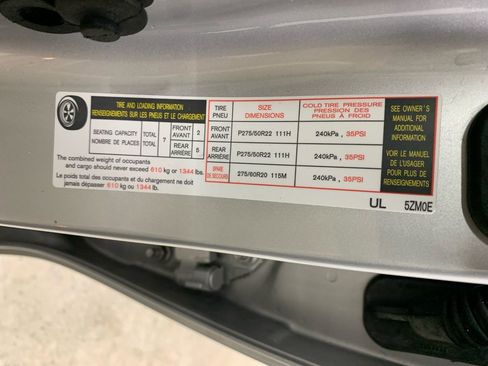 TIRE AND LOADING INFORMATION
RENSEIGNEMENTS SUR LES PNEUS ET LE CHARGEMENT
SEATING CAPACITY TOTAL 7 FRONT AVANT 2
NOMBRE DE PLACES TOTAL REAR ARRIÈRE 5
The combined weight of occupants
and cargo should never exceed 610 kg or 1344 lbs.
Le poids total des occupants et du chargement ne doit
jamais dépasser 610 kg ou 1344 lb.
TIRE PNEU SIZE DIMENSIONS COLD TIRE PRESSURE PRESSION DES PNEUS À FROID
FRONT AVANT P275/50R22 111H 240kPa , 35PSI
REAR ARRIÈRE P275/50R22 111H 240kPa , 35PSI
SPARE DE SECOURS 275/60R20 115M 240kPa , 35PSI
SEE OWNER'S
MANUAL FOR
ADDITIONAL
INFORMATION
VOIR LE MANUEL
DE L'USAGER
POUR PLUS DE
RENSEIGNEMENTS
UL 5ZM0E